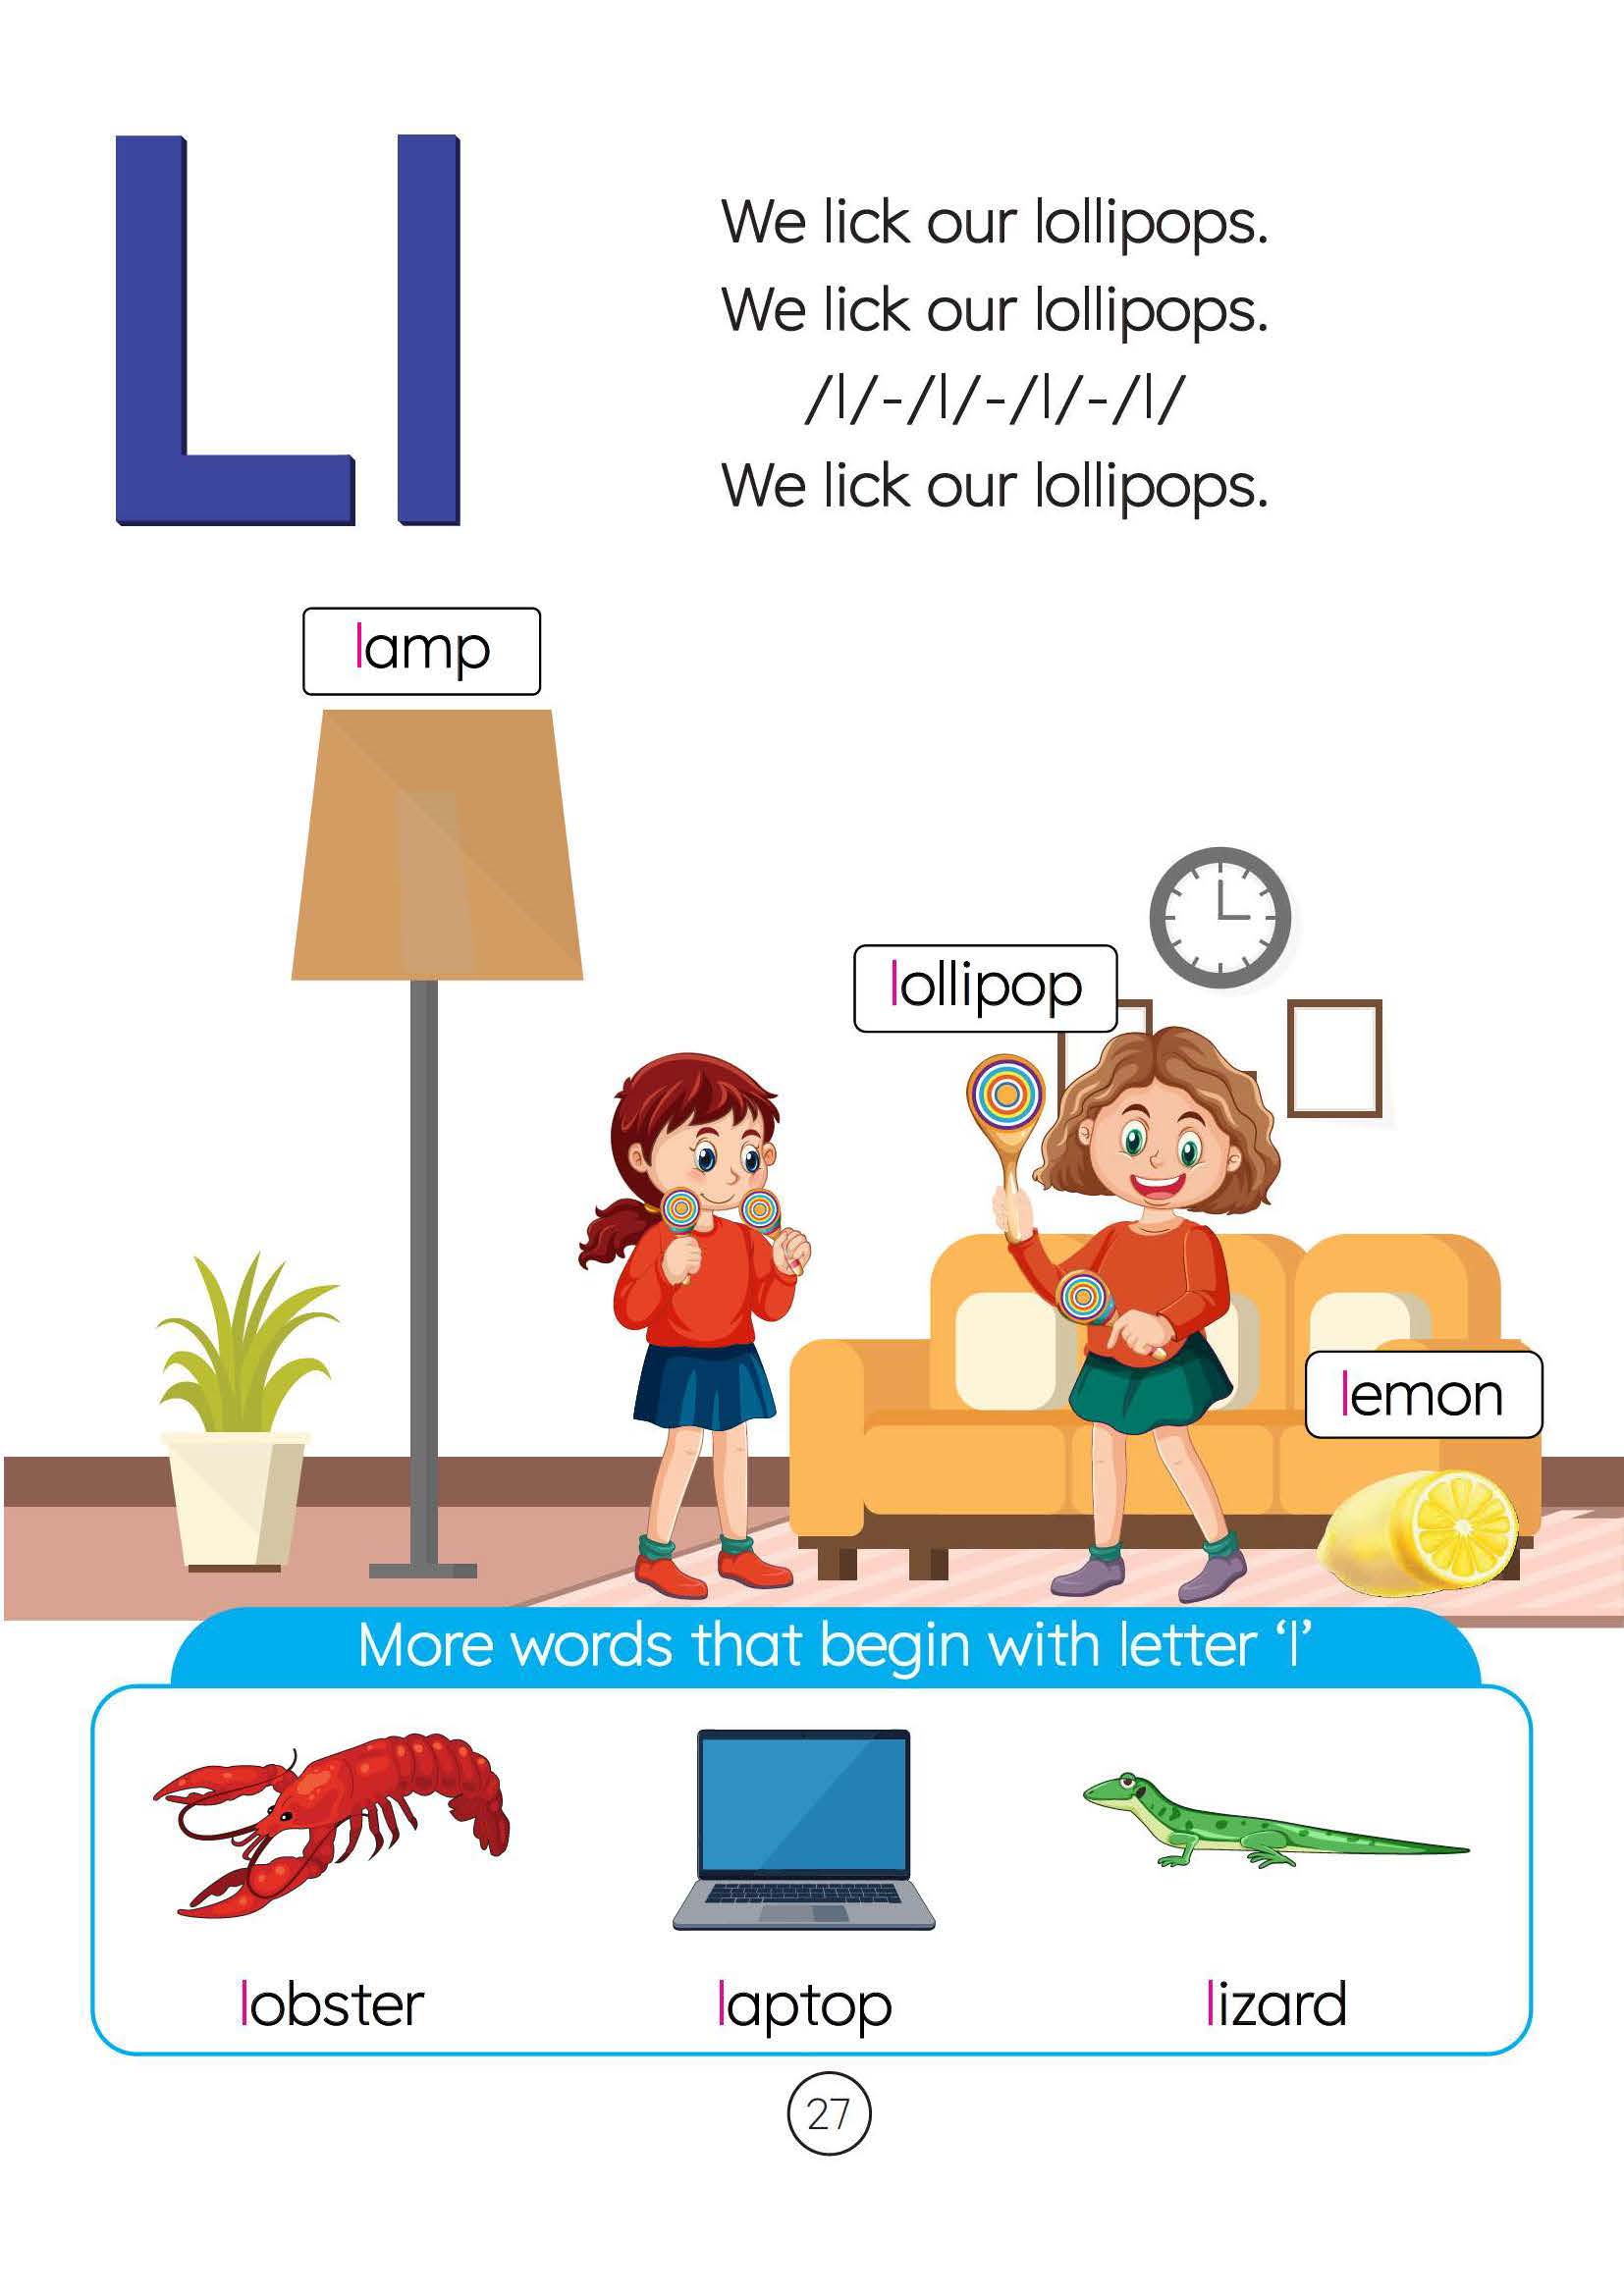 Ll
We lick our lollipops.
We lick our lollipops.
/l/-/l/-/l/-/l/
We lick our lollipops.
lamp
lollipop
lemon
More words that begin with letter ‘l’
lobster laptop lizard
27